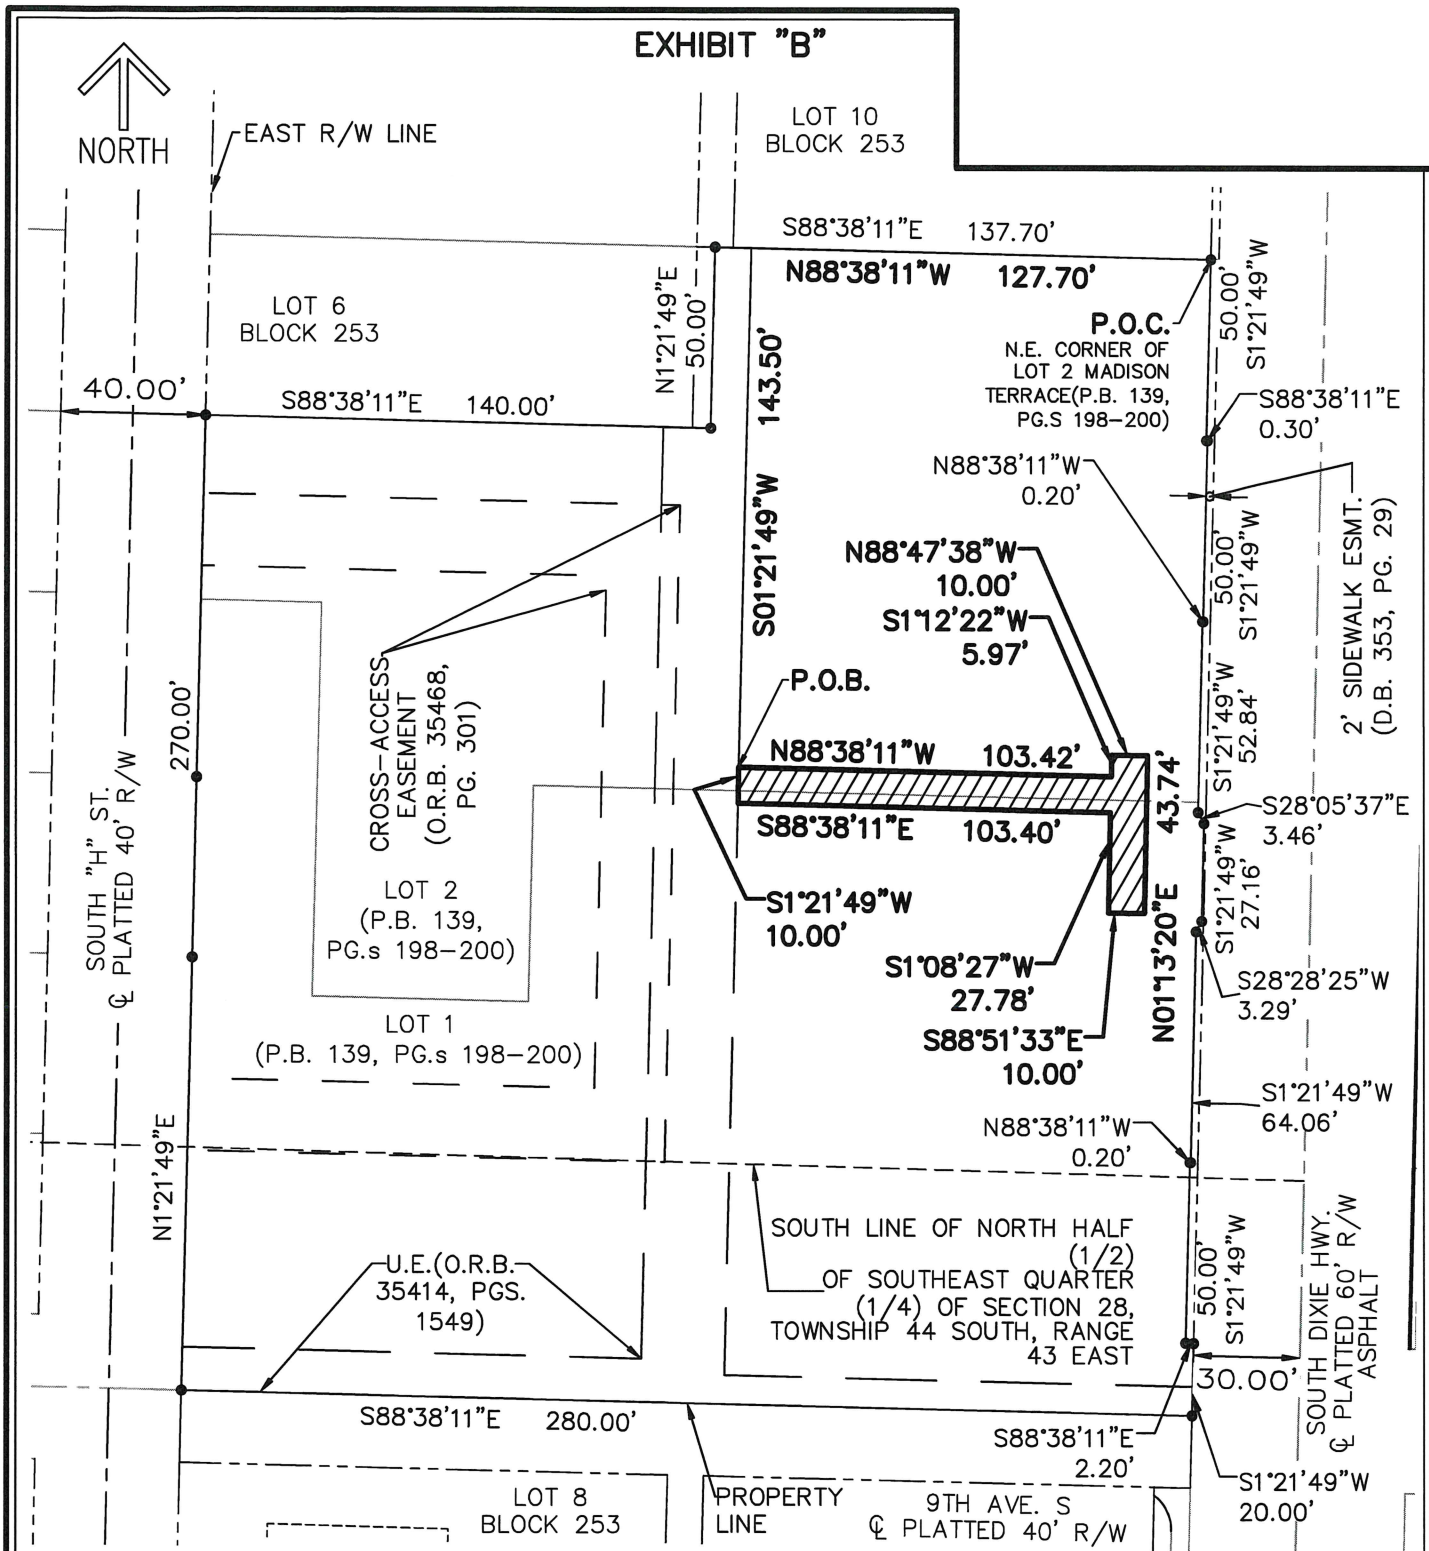 EXHIBIT "B"
NORTH
EAST R/W LINE
LOT 10
BLOCK 253
S88°38'11"E 137.70'
N88°38'11"W 127.70'
LOT 6
BLOCK 253
N1°21'49"E
50.00'
P.O.C.
N.E. CORNER OF
LOT 2 MADISON
TERRACE(P.B. 139,
PG.S 198-200)
50.00'
S1°21'49"W
40.00'
S88°38'11"E 140.00'
143.50'
S01°21'49"W
S88°38'11"E
0.30'
N88°38'11"W
0.20'
2' SIDEWALK ESMT.
(D.B. 353, PG. 29)
50.00'
S1°21'49"W
N88°47'38"W
10.00'
S1°12'22"W
5.97'
CROSS-ACCESS
EASEMENT
(O.R.B. 35468,
PG. 301)
P.O.B.
270.00'
N88°38'11"W 103.42'
S1°21'49"W
52.84'
43.74'
S88°38'11"E 103.40'
S28°05'37"E
3.46'
SOUTH "H" ST.
℄ PLATTED 40' R/W
LOT 2
(P.B. 139,
PG.s 198-200)
S1°21'49"W
10.00'
S1°21'49"W
27.16'
N01°13'20"E
S1°08'27"W
27.78'
S28°28'25"W
3.29'
LOT 1
(P.B. 139, PG.s 198-200)
S88°51'33"E
10.00'
S1°21'49"W
64.06'
N88°38'11"W
0.20'
N1°21'49"E
SOUTH LINE OF NORTH HALF
(1/2)
OF SOUTHEAST QUARTER
(1/4) OF SECTION 28,
TOWNSHIP 44 SOUTH, RANGE
43 EAST
50.00'
S1°21'49"W
SOUTH DIXIE HWY.
℄ PLATTED 60' R/W
ASPHALT
U.E.(O.R.B.
35414, PGS.
1549)
30.00'
S88°38'11"E 280.00'
S88°38'11"E
2.20'
S1°21'49"W
20.00'
LOT 8
BLOCK 253
PROPERTY
LINE
9TH AVE. S
℄ PLATTED 40' R/W